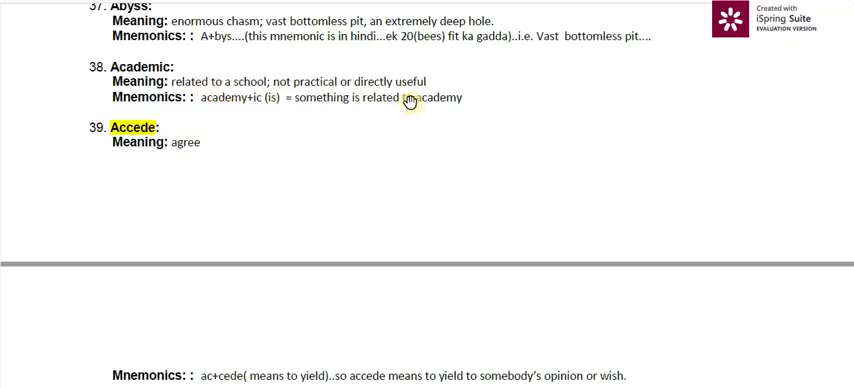 37. Abyss:
Meaning: enormous chasm; vast bottomless pit, an extremely deep hole.
Mnemonics: : A+bys....(this mnemonic is in hindi...ek 20(bees) fit ka gadda)..i.e. Vast bottomless pit....
Created with
iSpring Suite
EVALUATION VERSION
38. Academic:
Meaning: related to a school; not practical or directly useful
Mnemonics: : academy+ic (is) = something is related to academy
39. Accede:
Meaning: agree
Mnemonics: : ac+cede( means to yield)..so accede means to yield to somebody's opinion or wish.